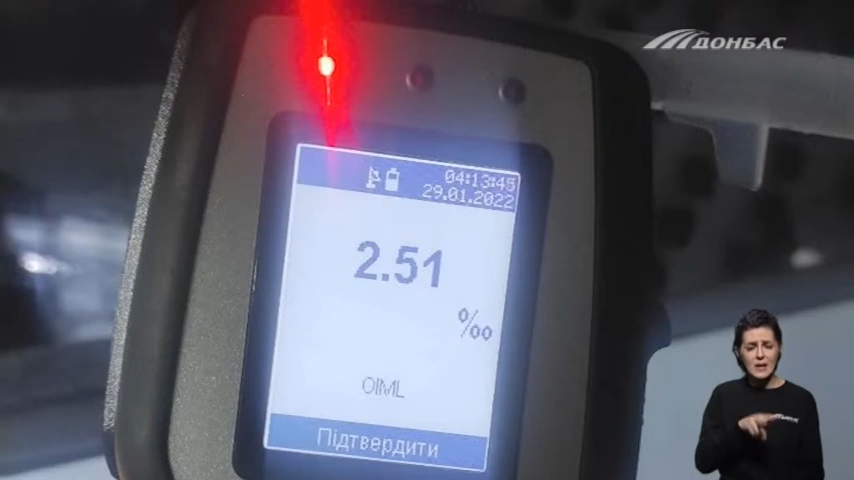 ДОНБАС
04:13:45
29.01.2022
2.51
‰
OIML
Підтвердити